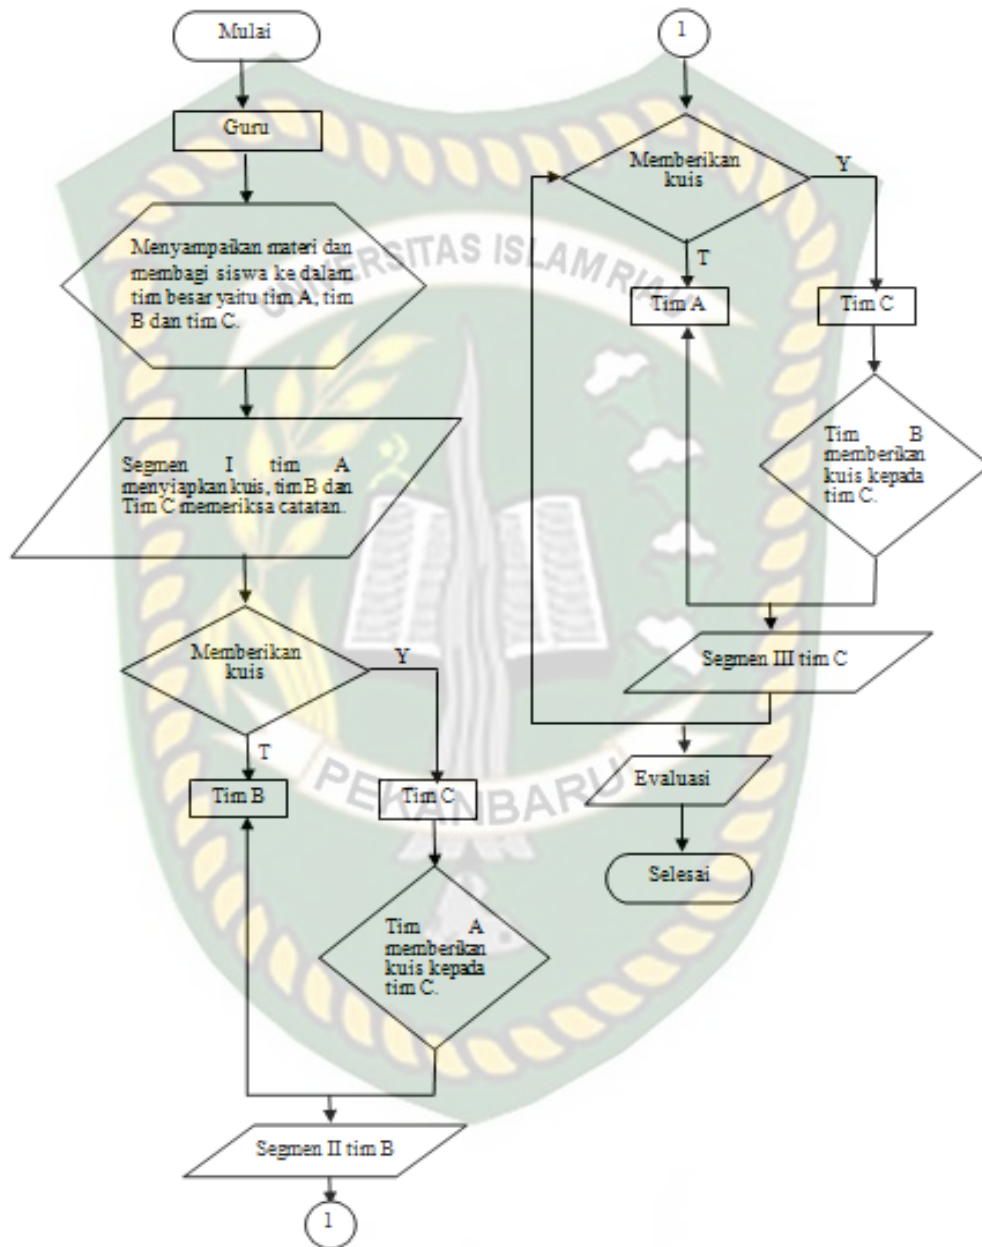 Mulai
Guru
Menyampaikan materi dan
membagi siswa ke dalam
tim besar yaitu tim A, tim
B dan tim C.
Segmen I tim A
menyiapkan kuis, tim B dan
Tim C memeriksa catatan.
Memberikan
kuis
Y
T
Tim B
Tim C
Tim A
memberikan
kuis kepada
tim C.
Segmen II tim B
1
1
Memberikan
kuis
Y
T
Tim A
Tim C
Tim B
memberikan
kuis kepada
tim C.
Segmen III tim C
Evaluasi
Selesai
UNIVERSITAS ISLAM RIAU
PEKANBARU